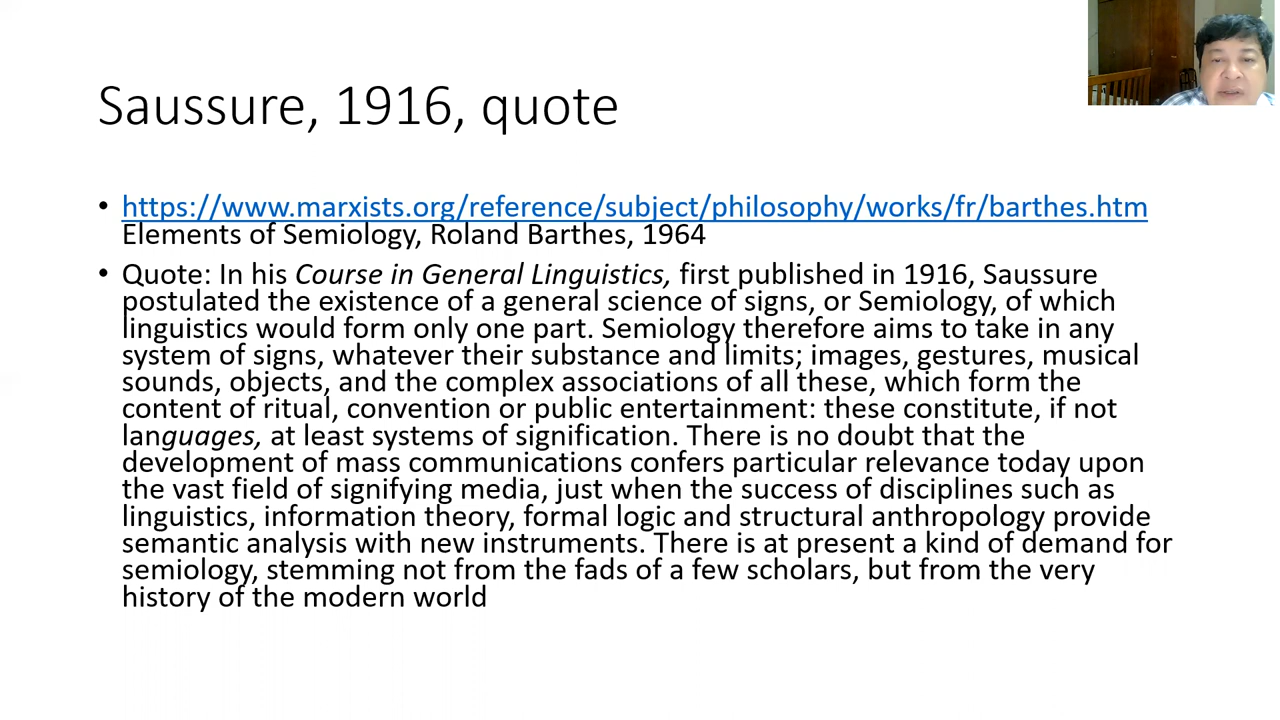 Saussure, 1916, quote
• https://www.marxists.org/reference/subject/philosophy/works/fr/barthes.htm
Elements of Semiology, Roland Barthes, 1964
• Quote: In his Course in General Linguistics, first published in 1916, Saussure
postulated the existence of a general science of signs, or Semiology, of which
linguistics would form only one part. Semiology therefore aims to take in any
system of signs, whatever their substance and limits; images, gestures, musical
sounds, objects, and the complex associations of all these, which form the
content of ritual, convention or public entertainment: these constitute, if not
languages, at least systems of signification. There is no doubt that the
development of mass communications confers particular relevance today upon
the vast field of signifying media, just when the success of disciplines such as
linguistics, information theory, formal logic and structural anthropology provide
semantic analysis with new instruments. There is at present a kind of demand for
semiology, stemming not from the fads of a few scholars, but from the very
history of the modern world